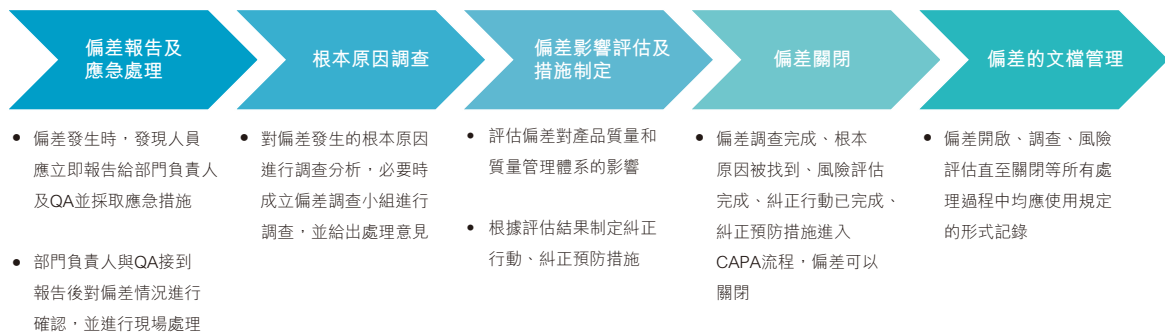 偏差報告及
應急處理
根本原因調查
偏差影響評估及
措施制定
偏差關閉
偏差的文檔管理
• 偏差發生時，發現人員
應立即報告給部門負責人
及QA並採取應急措施
• 部門負責人與QA接到
報告後對偏差情況進行
確認，並進行現場處理
• 對偏差發生的根本原因
進行調查分析，必要時
成立偏差調查小組進行
調查，並給出處理意見
• 評估偏差對產品質量和
質量管理體系的影響
• 根據評估結果制定糾正
行動、糾正預防措施
• 偏差調查完成、根本
原因被找到、風險評估
完成、糾正行動已完成、
糾正預防措施進入
CAPA流程，偏差可以
關閉
• 偏差開啟、調查、風險
評估直至關閉等所有處
理過程中均應使用規定
的形式記錄